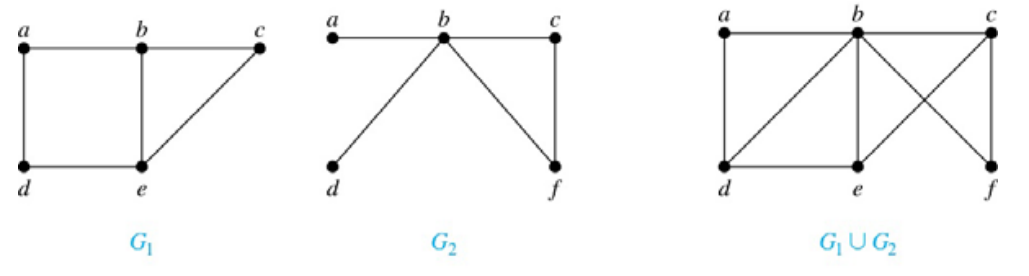 a b c
d e
G₁
a b c
d f
G₂
a b c
d e f
G₁ ∪ G₂